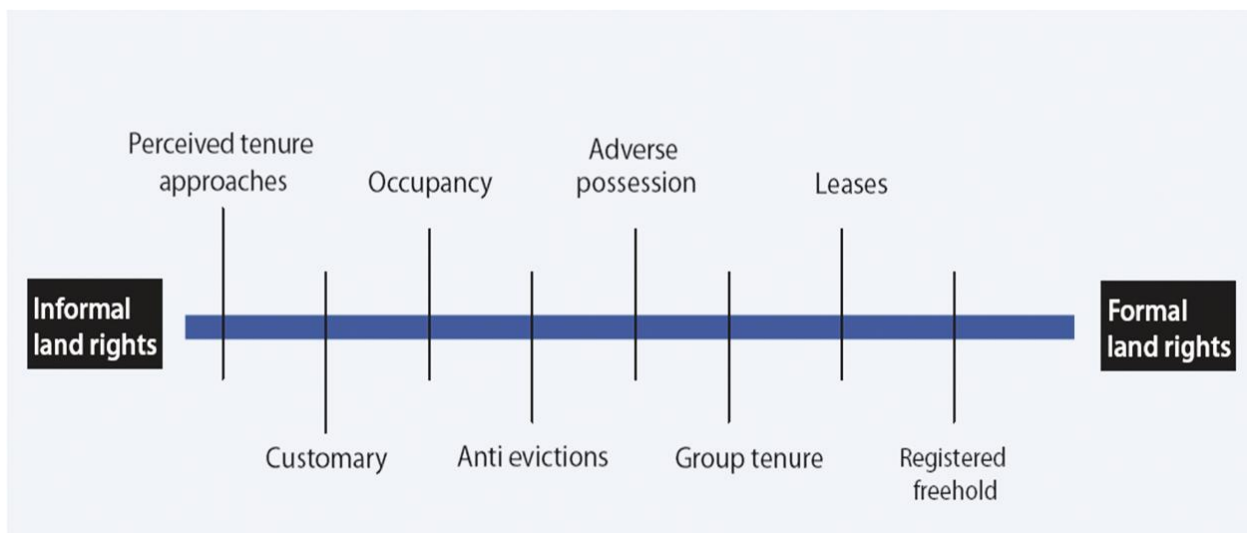 Perceived tenure
approaches
Occupancy
Adverse
possession
Leases
Informal
land rights
Formal
land rights
Customary
Anti evictions
Group tenure
Registered
freehold